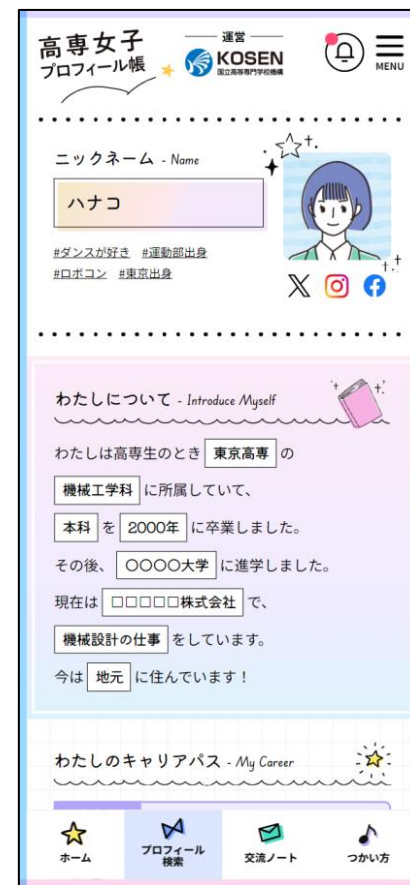 高専女子
プロフィール帳
運営
KOSEN
国立高等専門学校機構
MENU
ニックネーム - Name
ハナコ
#ダンスが好き #運動部出身
#ロボコン #東京出身
わたしについて - Introduce Myself
わたしは高専生のとき 東京高専 の
機械工学科 に所属していて、
本科 を 2000年 に卒業しました。
その後、 〇〇〇〇大学 に進学しました。
現在は □□□□□株式会社 で、
機械設計の仕事 をしています。
今は 地元 に住んでいます！
わたしのキャリアパス - My Career
ホーム
プロフィール
検索
交流ノート
つかい方